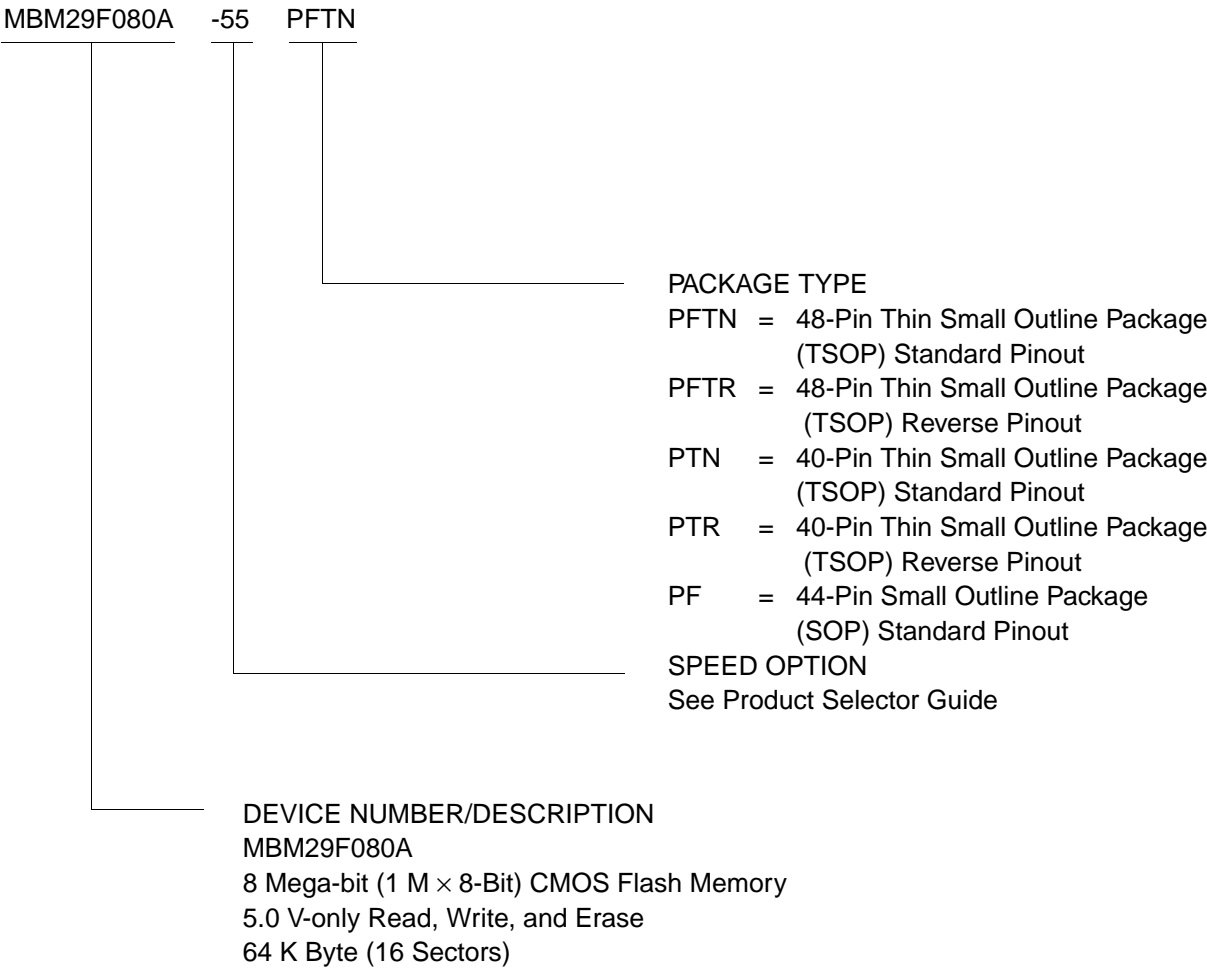 MBM29F080A -55 PFTN
PACKAGE TYPE
PFTN = 48-Pin Thin Small Outline Package
(TSOP) Standard Pinout
PFTR = 48-Pin Thin Small Outline Package
(TSOP) Reverse Pinout
PTN = 40-Pin Thin Small Outline Package
(TSOP) Standard Pinout
PTR = 40-Pin Thin Small Outline Package
(TSOP) Reverse Pinout
PF = 44-Pin Small Outline Package
(SOP) Standard Pinout
SPEED OPTION
See Product Selector Guide
DEVICE NUMBER/DESCRIPTION
MBM29F080A
8 Mega-bit (1 M × 8-Bit) CMOS Flash Memory
5.0 V-only Read, Write, and Erase
64 K Byte (16 Sectors)